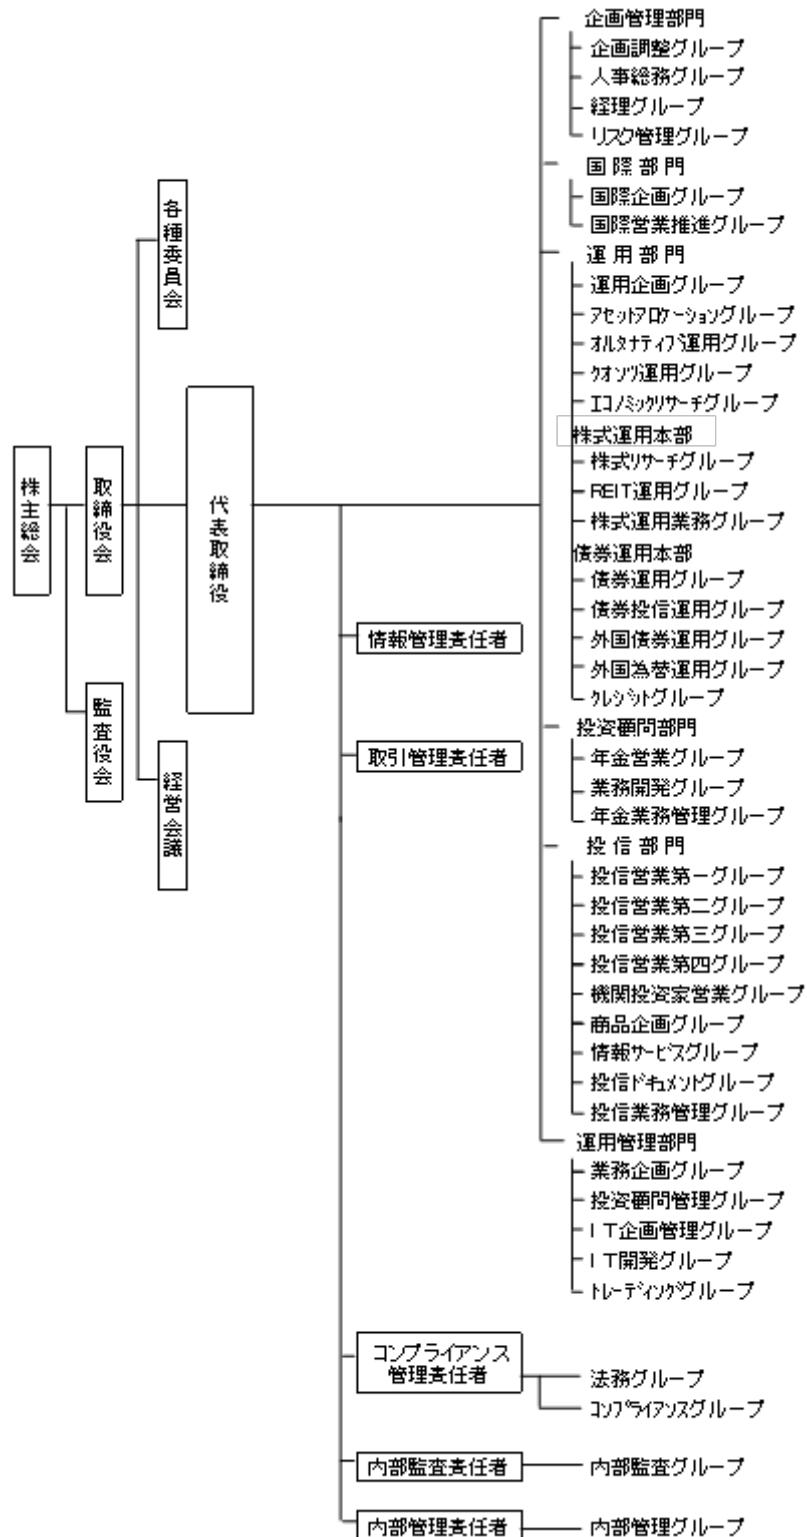 株主総会
取締役会
監査役会
各種委員会
代表取締役
経営会議
情報管理責任者
取引管理責任者
コンプライアンス
管理責任者
内部監査責任者
内部管理責任者
企画管理部門
企画調整グループ
人事総務グループ
経理グループ
リスク管理グループ
国際部門
国際企画グループ
国際営業推進グループ
運用部門
運用企画グループ
アセットアロケーショングループ
オルタナティブ運用グループ
クオンツ運用グループ
エコノミックリサーチグループ
株式運用本部
株式リサーチグループ
REIT運用グループ
株式運用業務グループ
債券運用本部
債券運用グループ
債券投信運用グループ
外国債券運用グループ
外国為替運用グループ
クレジットグループ
投資顧問部門
年金営業グループ
業務開発グループ
年金業務管理グループ
投信部門
投信営業第一グループ
投信営業第二グループ
投信営業第三グループ
投信営業第四グループ
機関投資家営業グループ
商品企画グループ
情報サービスグループ
投信ドキュメントグループ
投信業務管理グループ
運用管理部門
業務企画グループ
投資顧問管理グループ
IT企画管理グループ
IT開発グループ
トレーディンググループ
法務グループ
コンプライアンスグループ
内部監査グループ
内部管理グループ